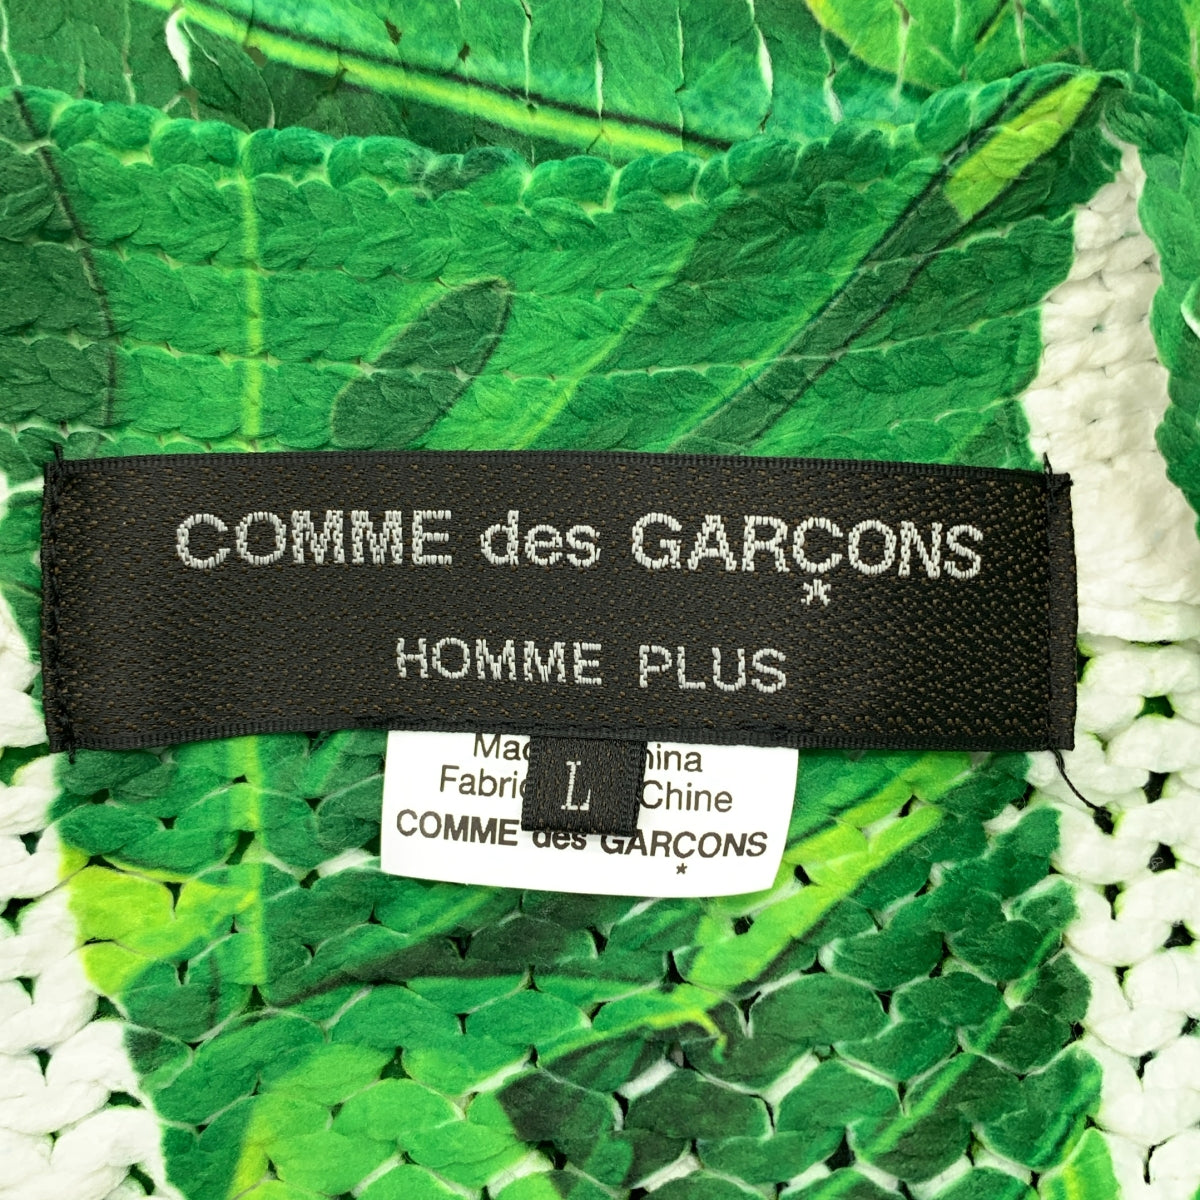 COMME des GARÇONS
*
HOMME PLUS
L
COMME des GARÇONS
*